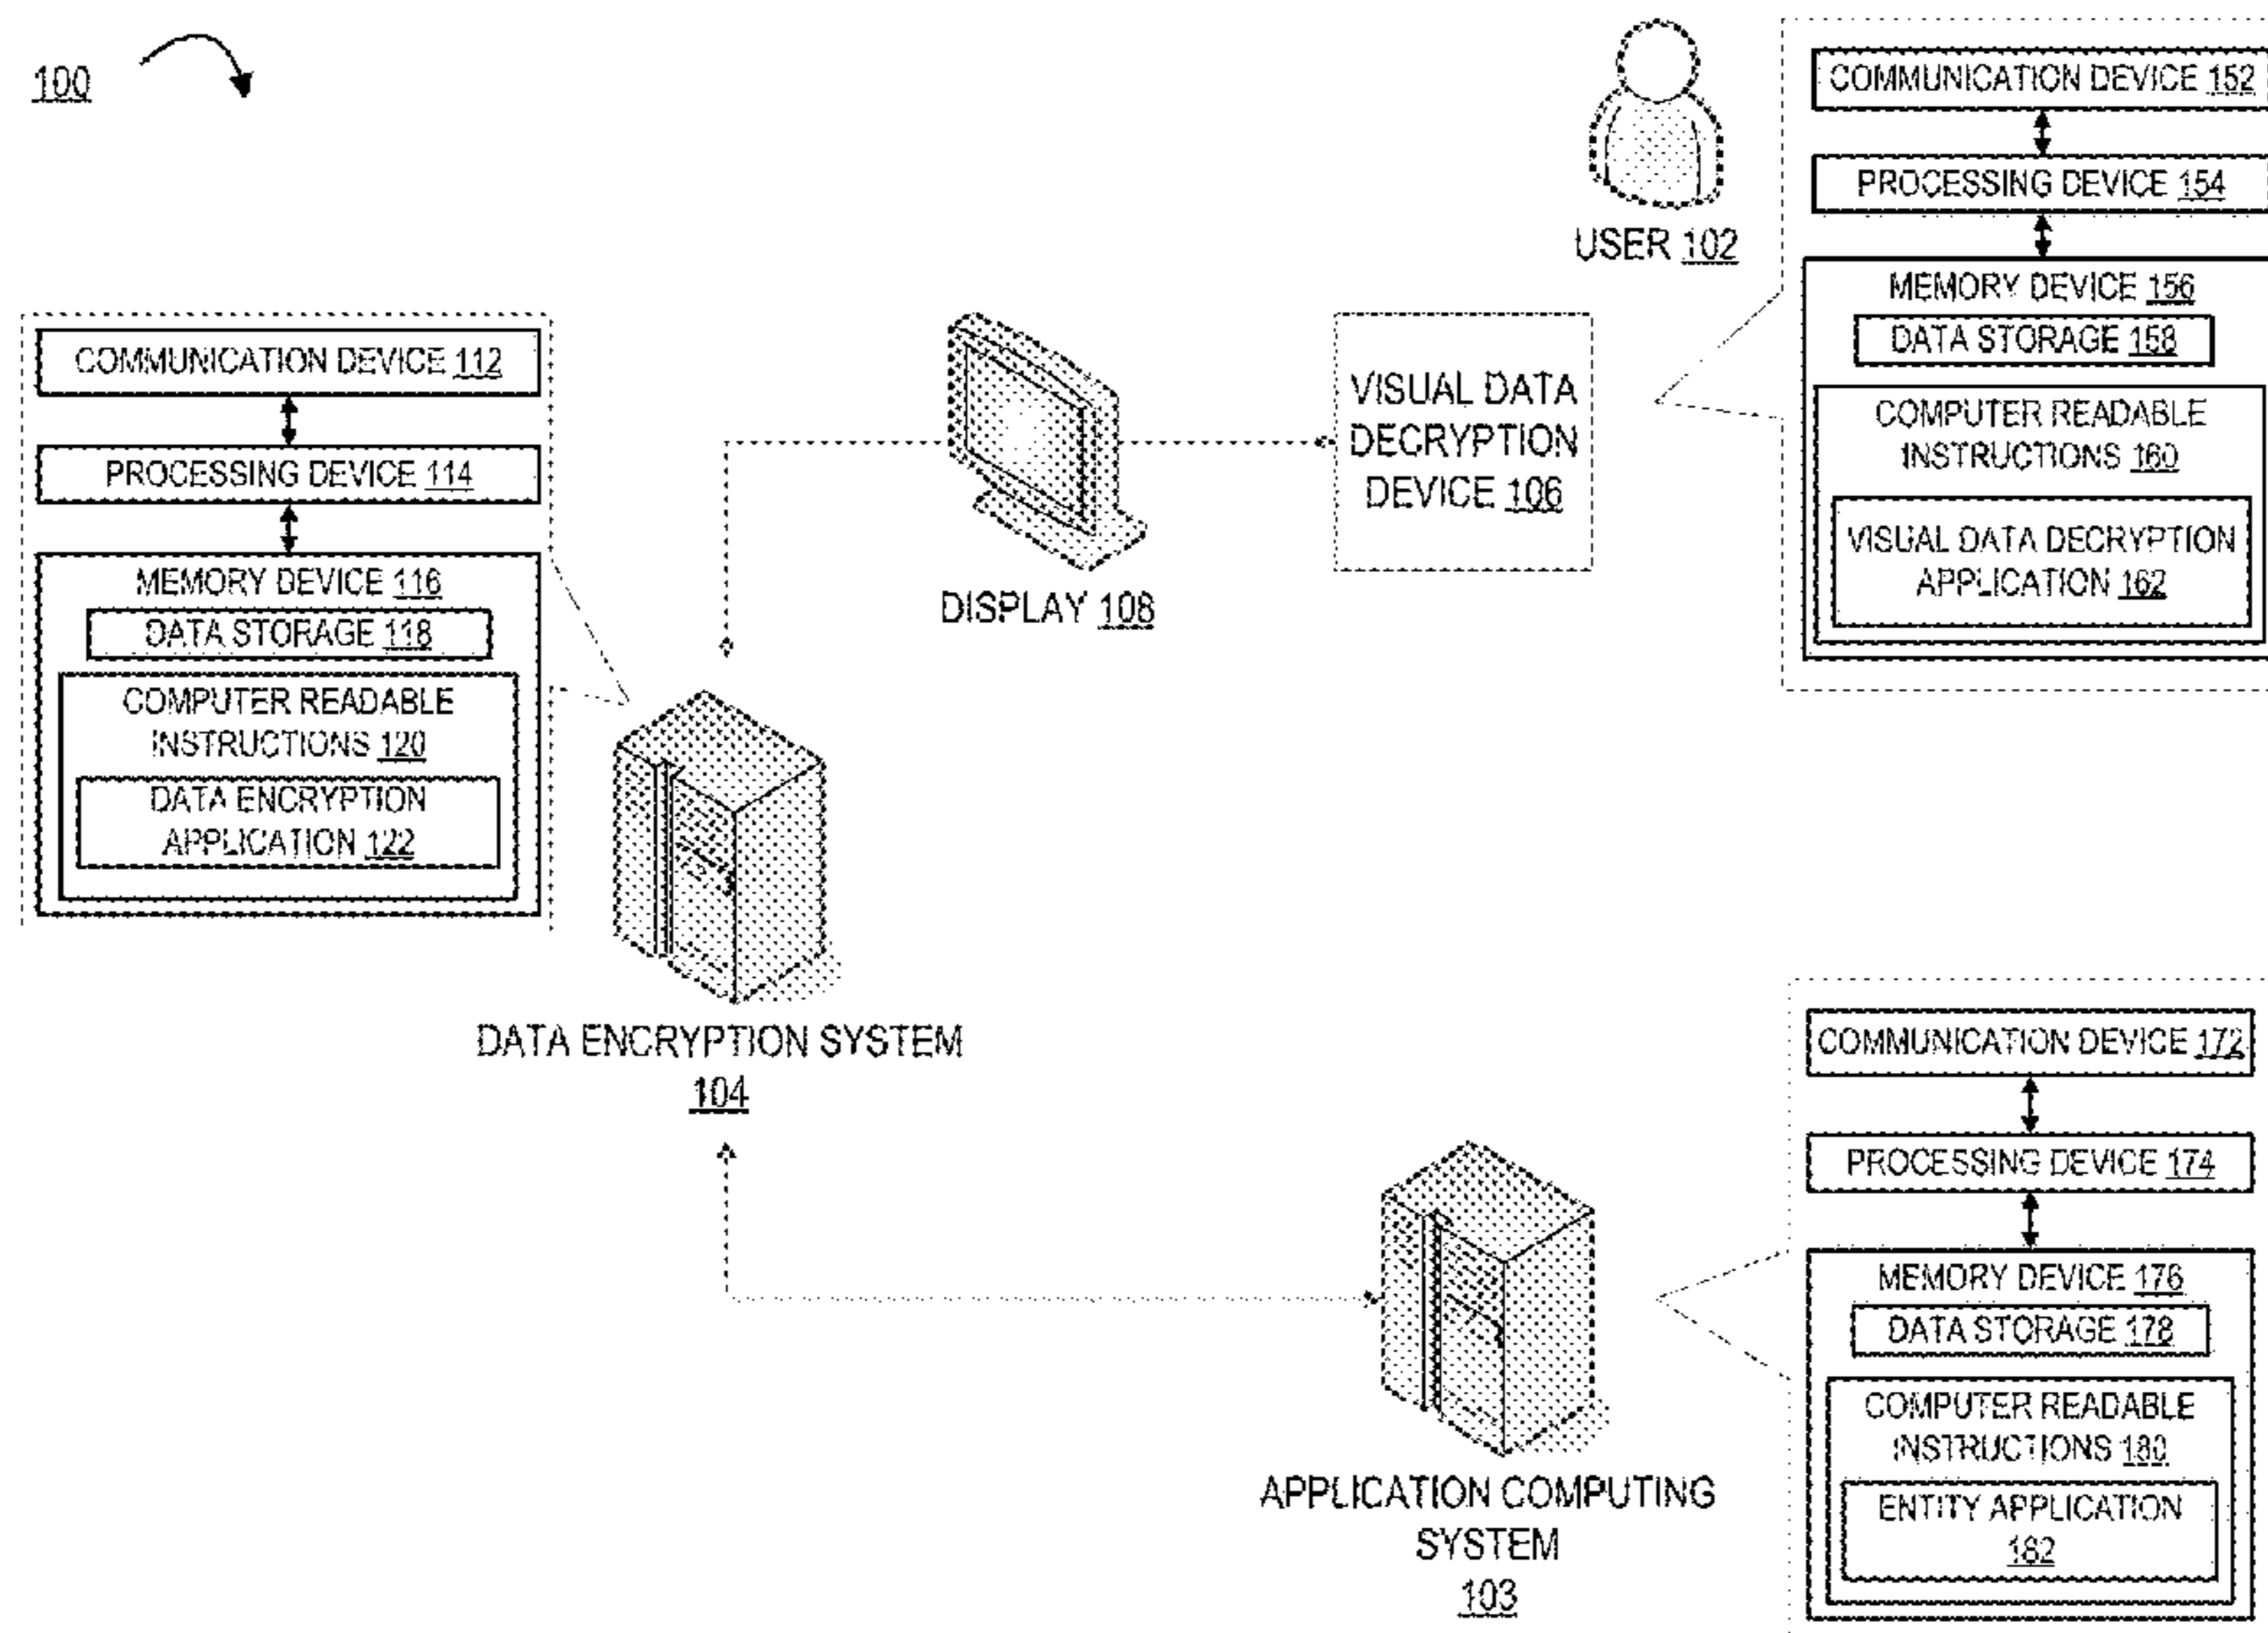 100
COMMUNICATION DEVICE 152
PROCESSING DEVICE 154
USER 102
MEMORY DEVICE 156
DATA STORAGE 158
COMPUTER READABLE
INSTRUCTIONS 160
VISUAL DATA DECRYPTION
APPLICATION 162
COMMUNICATION DEVICE 112
PROCESSING DEVICE 114
MEMORY DEVICE 116
DATA STORAGE 118
COMPUTER READABLE
INSTRUCTIONS 120
DATA ENCRYPTION
APPLICATION 122
VISUAL DATA
DECRYPTION
DEVICE 106
DISPLAY 108
DATA ENCRYPTION SYSTEM
104
COMMUNICATION DEVICE 172
PROCESSING DEVICE 174
MEMORY DEVICE 176
DATA STORAGE 178
COMPUTER READABLE
INSTRUCTIONS 180
ENTITY APPLICATION
182
APPLICATION COMPUTING
SYSTEM
103